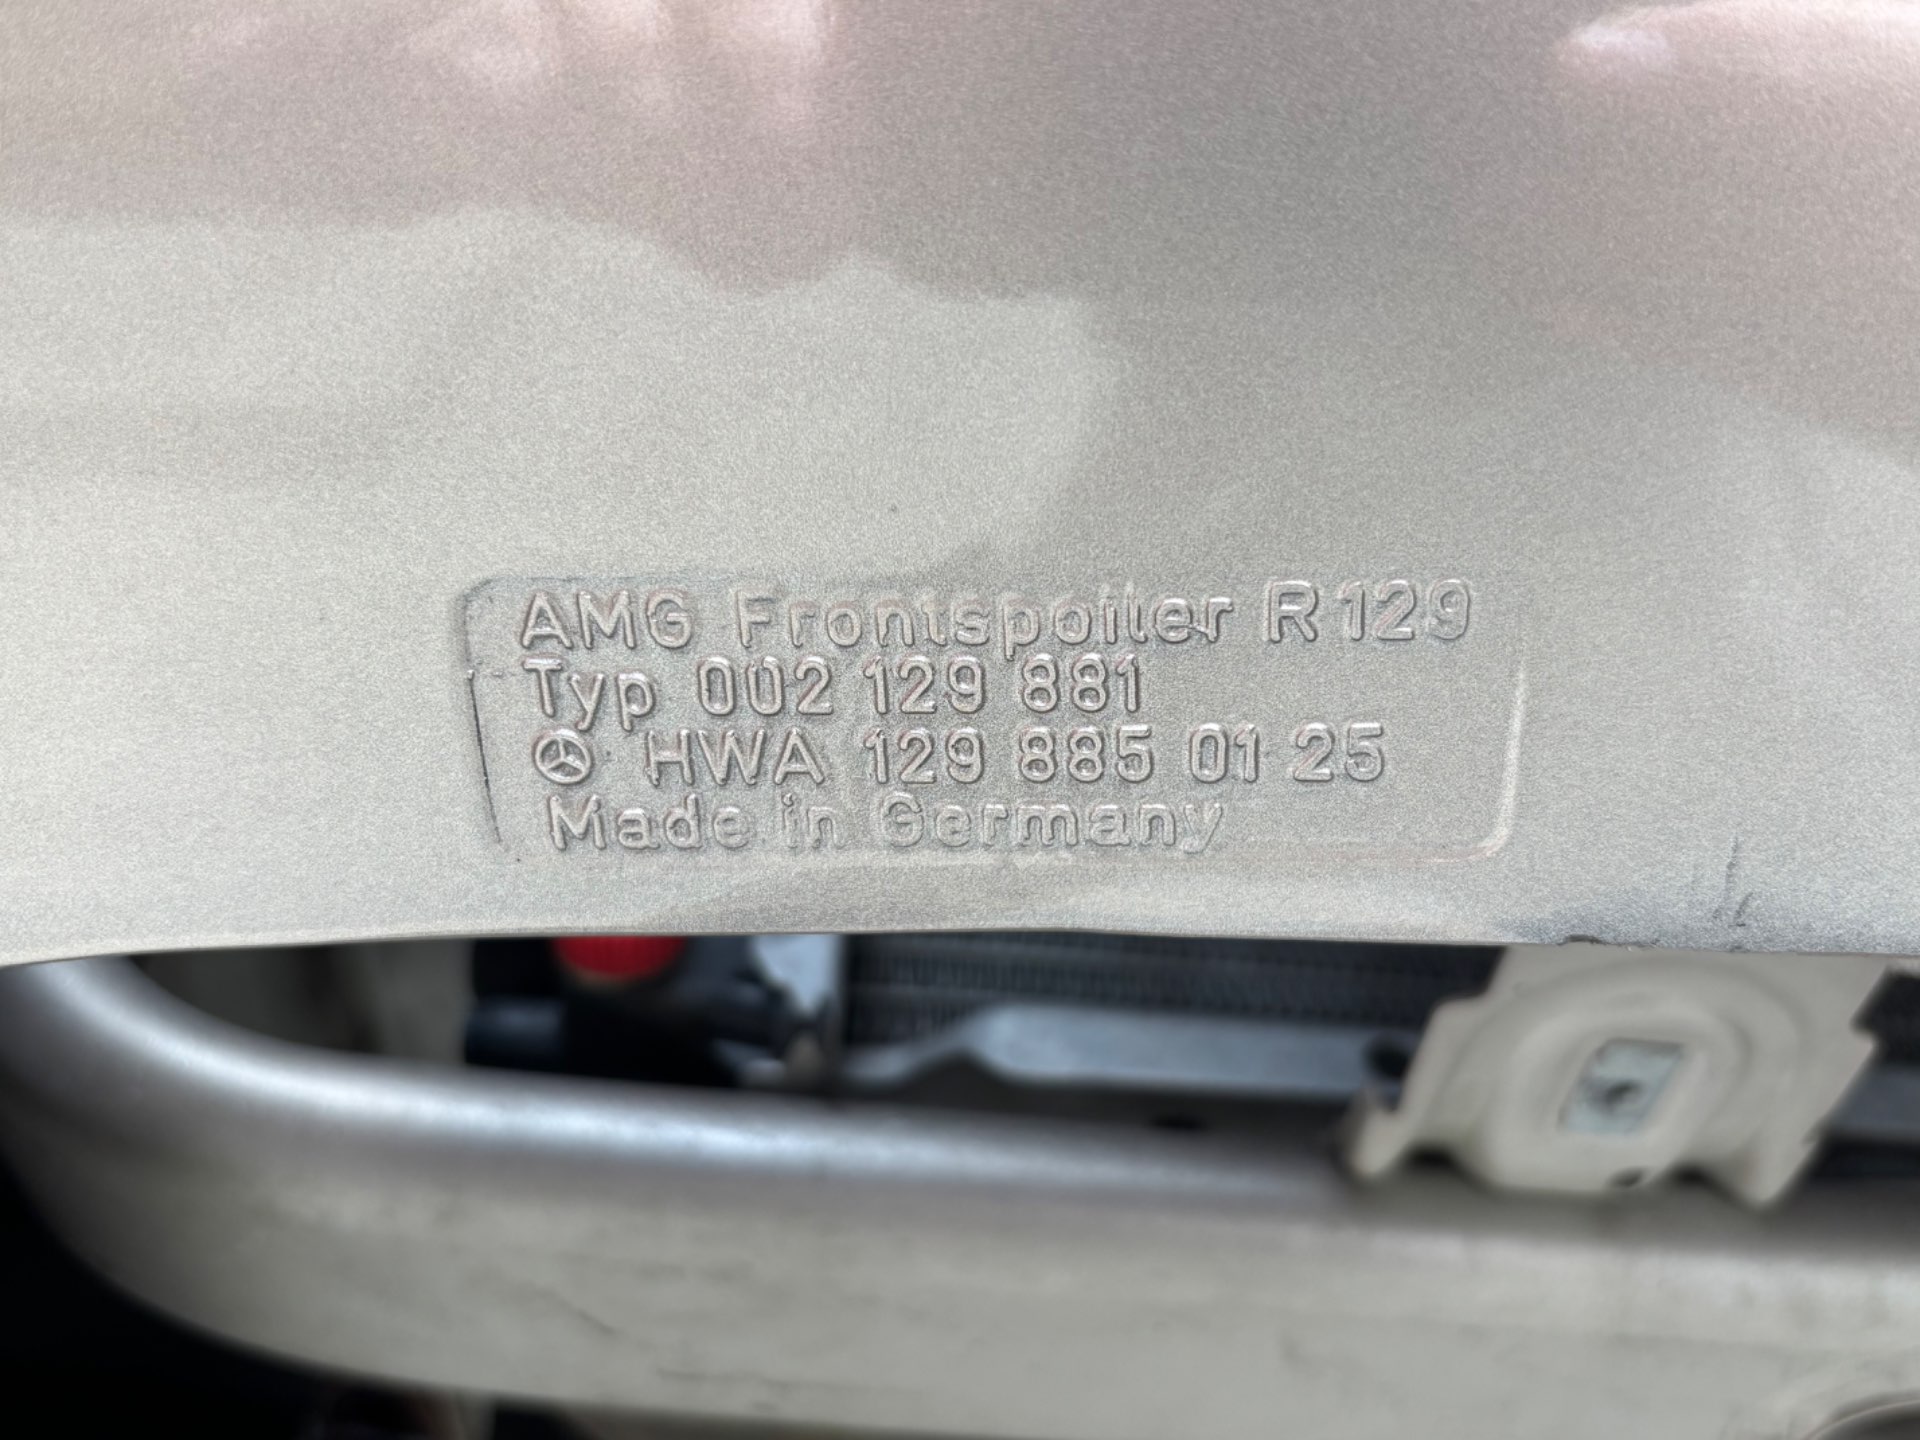 AMG Frontspoiler R129
Typ 002 129 881
HWA 129 885 01 25
Made in Germany